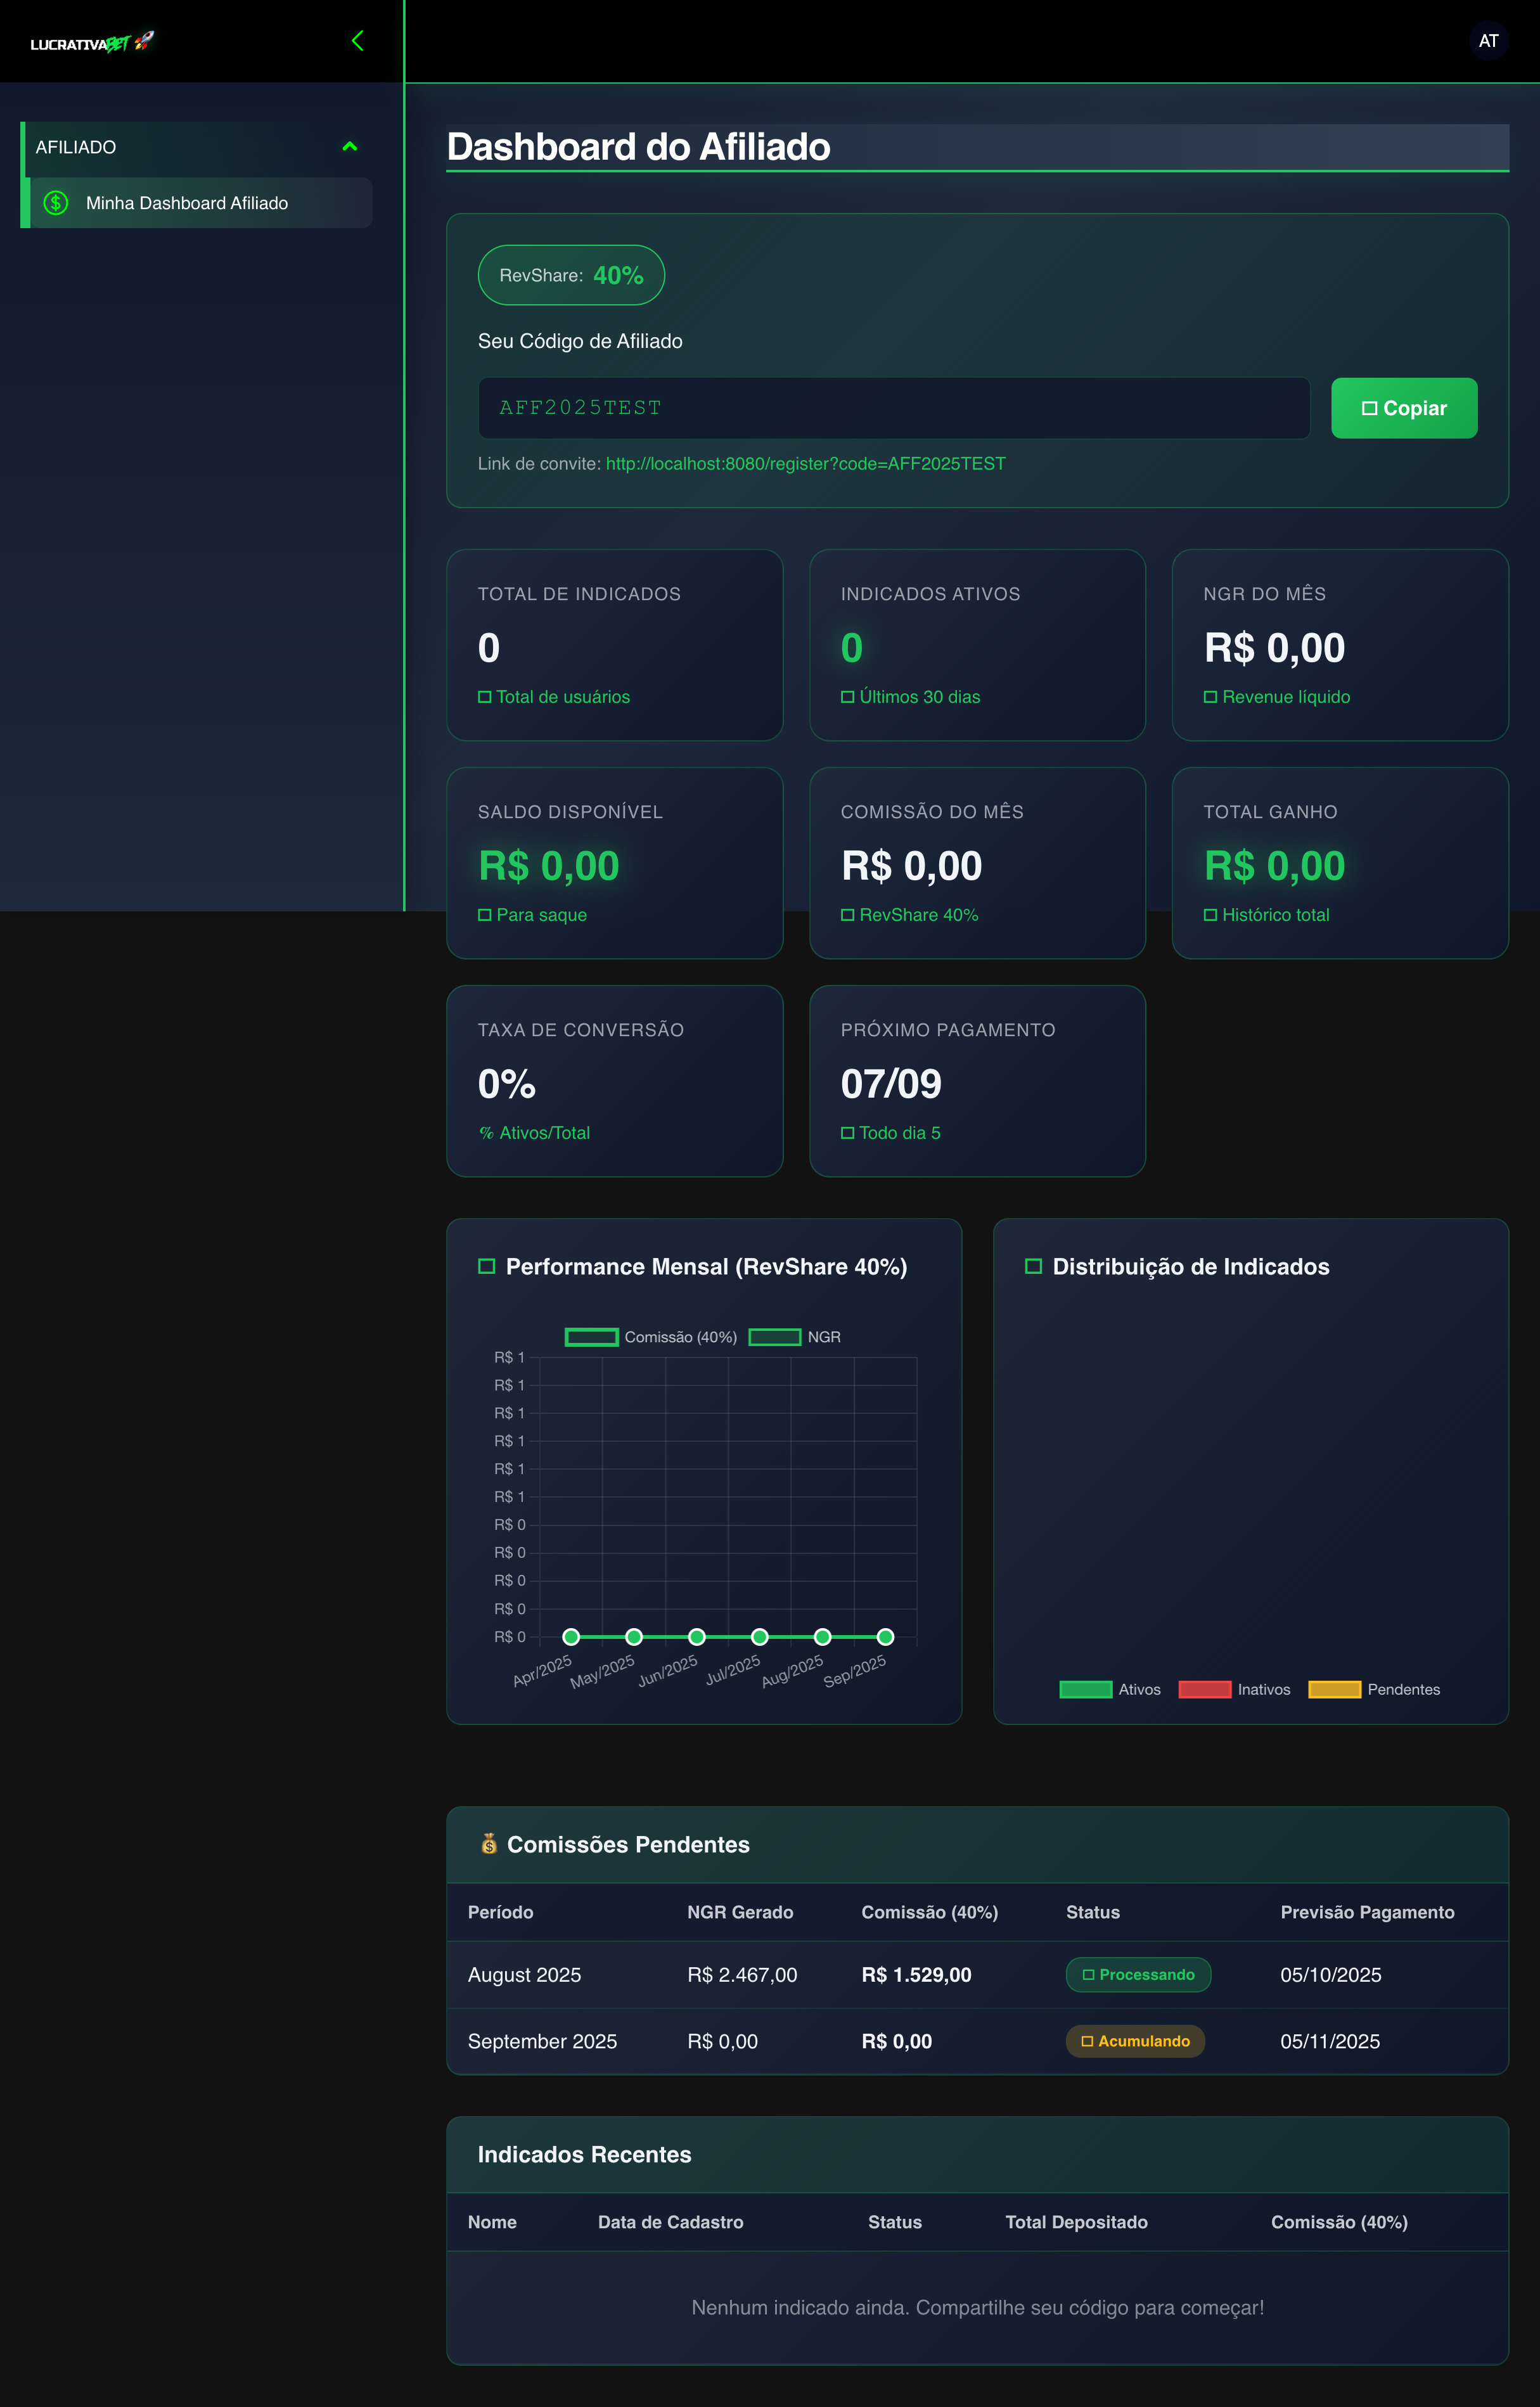 LUCRATIVABET
AT
AFILIADO
Minha Dashboard Afiliado
Dashboard do Afiliado
RevShare: 40%
Seu Código de Afiliado
AFF2025TEST
Copiar
Link de convite: http://localhost:8080/register?code=AFF2025TEST
TOTAL DE INDICADOS
0
Total de usuários
INDICADOS ATIVOS
0
Últimos 30 dias
NGR DO MÊS
R$ 0,00
Revenue líquido
SALDO DISPONÍVEL
R$ 0,00
Para saque
COMISSÃO DO MÊS
R$ 0,00
RevShare 40%
TOTAL GANHO
R$ 0,00
Histórico total
TAXA DE CONVERSÃO
0%
% Ativos/Total
PRÓXIMO PAGAMENTO
07/09
Todo dia 5
Performance Mensal (RevShare 40%)
Comissão (40%) NGR
R$ 1
R$ 1
R$ 1
R$ 1
R$ 1
R$ 1
R$ 0
R$ 0
R$ 0
R$ 0
R$ 0
Apr/2025 May/2025 Jun/2025 Jul/2025 Aug/2025 Sep/2025
Distribuição de Indicados
Ativos Inativos Pendentes
Comissões Pendentes
Período NGR Gerado Comissão (40%) Status Previsão Pagamento
August 2025 R$ 2.467,00 R$ 1.529,00 Processando 05/10/2025
September 2025 R$ 0,00 R$ 0,00 Acumulando 05/11/2025
Indicados Recentes
Nome Data de Cadastro Status Total Depositado Comissão (40%)
Nenhum indicado ainda. Compartilhe seu código para começar!